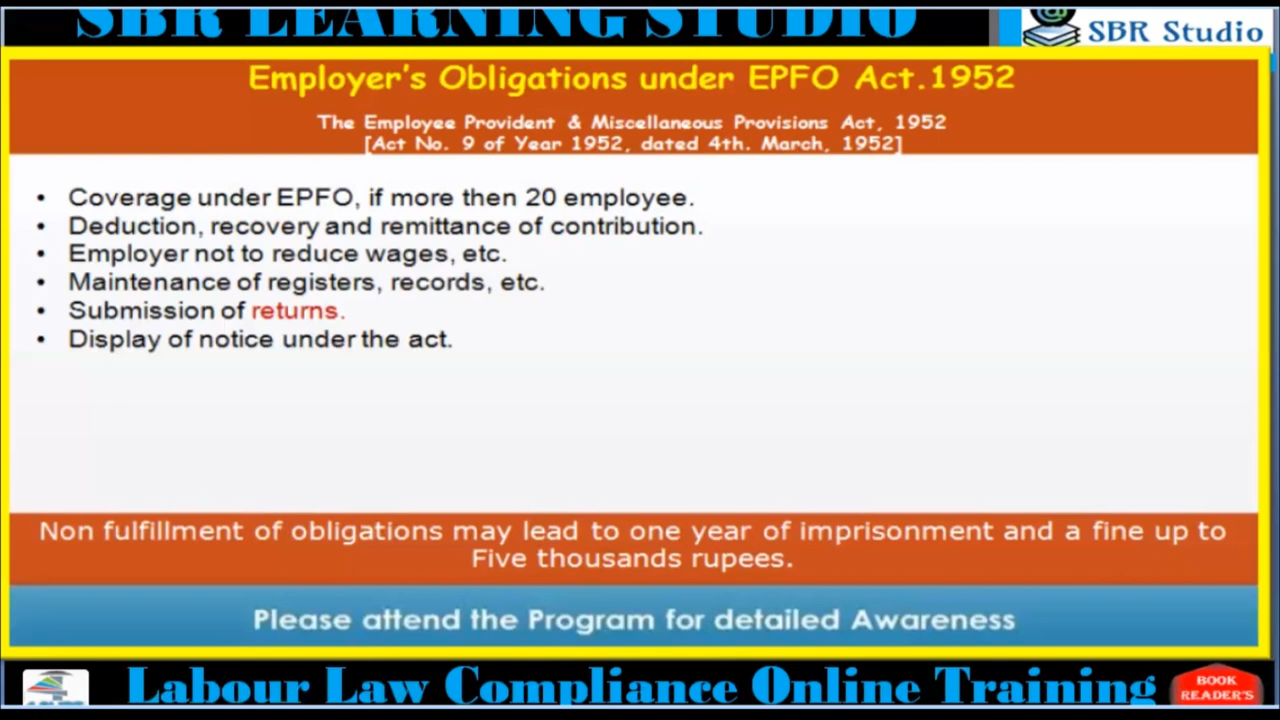 SBR LEARNING STUDIO
SBR Studio
Employer's Obligations under EPFO Act.1952
The Employee Provident & Miscellaneous Provisions Act, 1952
[Act No. 9 of Year 1952, dated 4th. March, 1952]
• Coverage under EPFO, if more then 20 employee.
• Deduction, recovery and remittance of contribution.
• Employer not to reduce wages, etc.
• Maintenance of registers, records, etc.
• Submission of returns.
• Display of notice under the act.
Non fulfillment of obligations may lead to one year of imprisonment and a fine up to
Five thousands rupees.
Please attend the Program for detailed Awareness
Labour Law Compliance Online Training
BOOK
READER'S